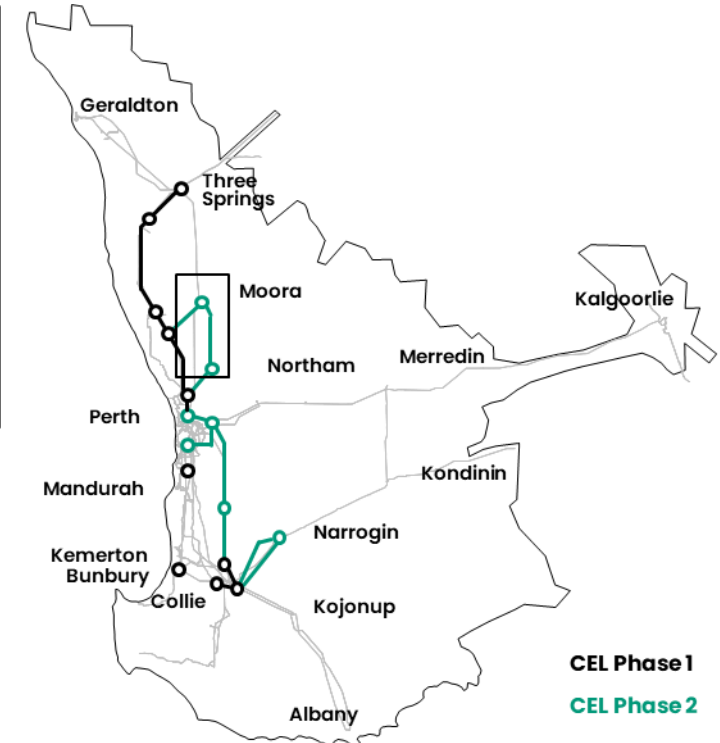 Geraldton
Three
Springs
Moora
Kalgoorlie
Merredin
Northam
Perth
Kondinin
Mandurah
Narrogin
Kemerton
Bunbury
Collie
Kojonup
CEL Phase 1
CEL Phase 2
Albany